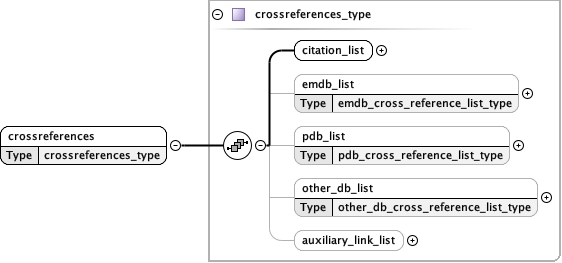 crossreferences_type
citation_list
emdb_list
Type emdb_cross_reference_list_type
crossreferences
Type crossreferences_type
pdb_list
Type pdb_cross_reference_list_type
other_db_list
Type other_db_cross_reference_list_type
auxiliary_link_list